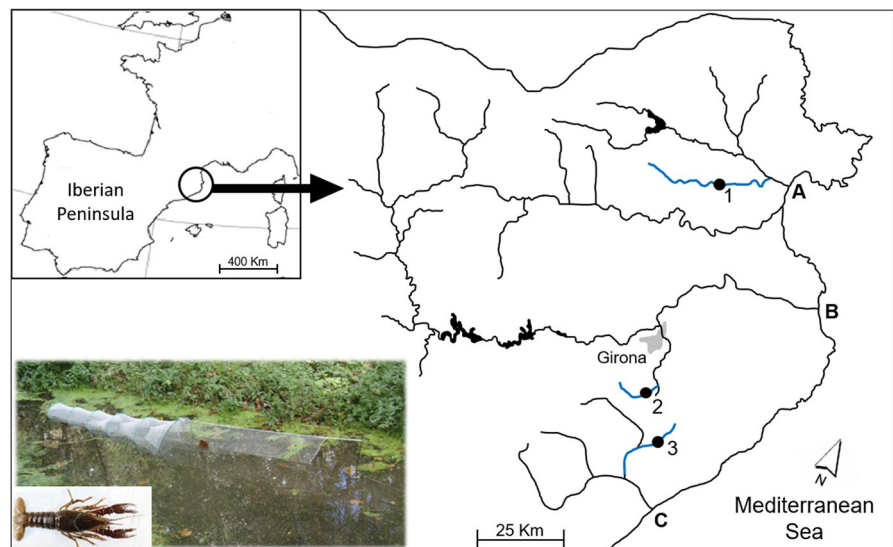 Iberian
Peninsula
400 Km
1
A
B
Girona
2
3
C
25 Km
N
Mediterranean
Sea